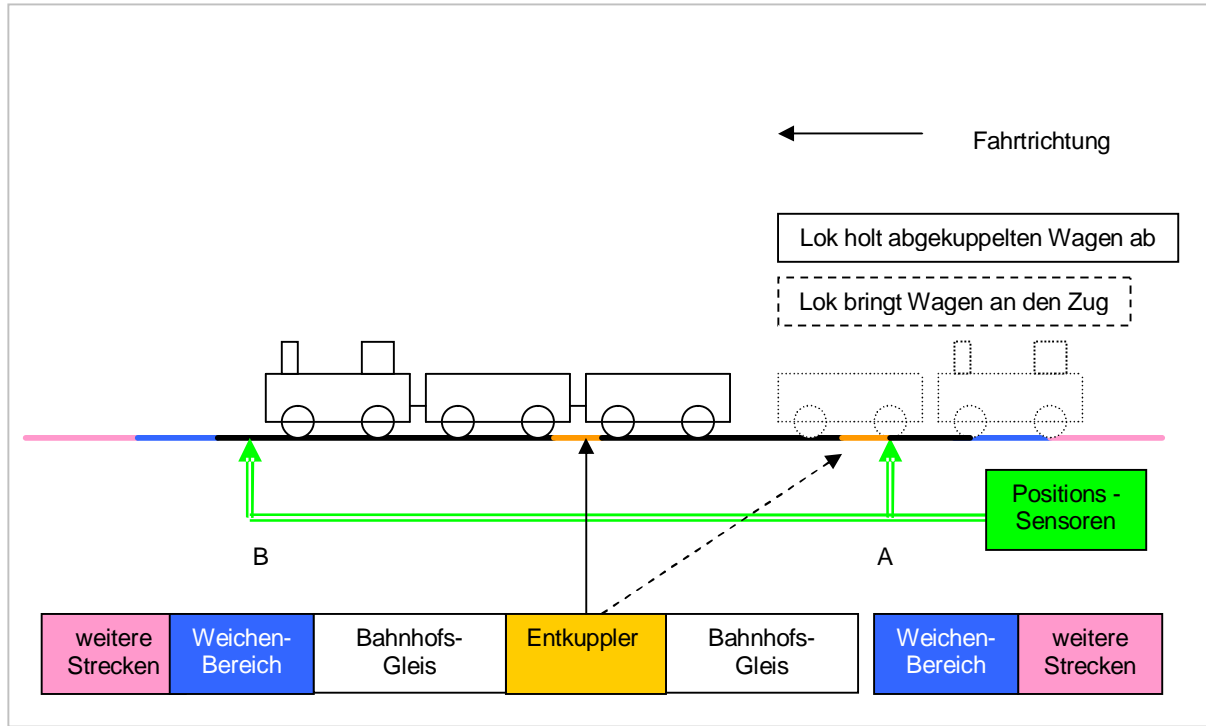 Fahrtrichtung
Lok holt abgekuppelten Wagen ab
Lok bringt Wagen an den Zug
Positions -
Sensoren
B
A
weitere
Strecken
Weichen-
Bereich
Bahnhofs-
Gleis
Entkuppler
Bahnhofs-
Gleis
Weichen-
Bereich
weitere
Strecken